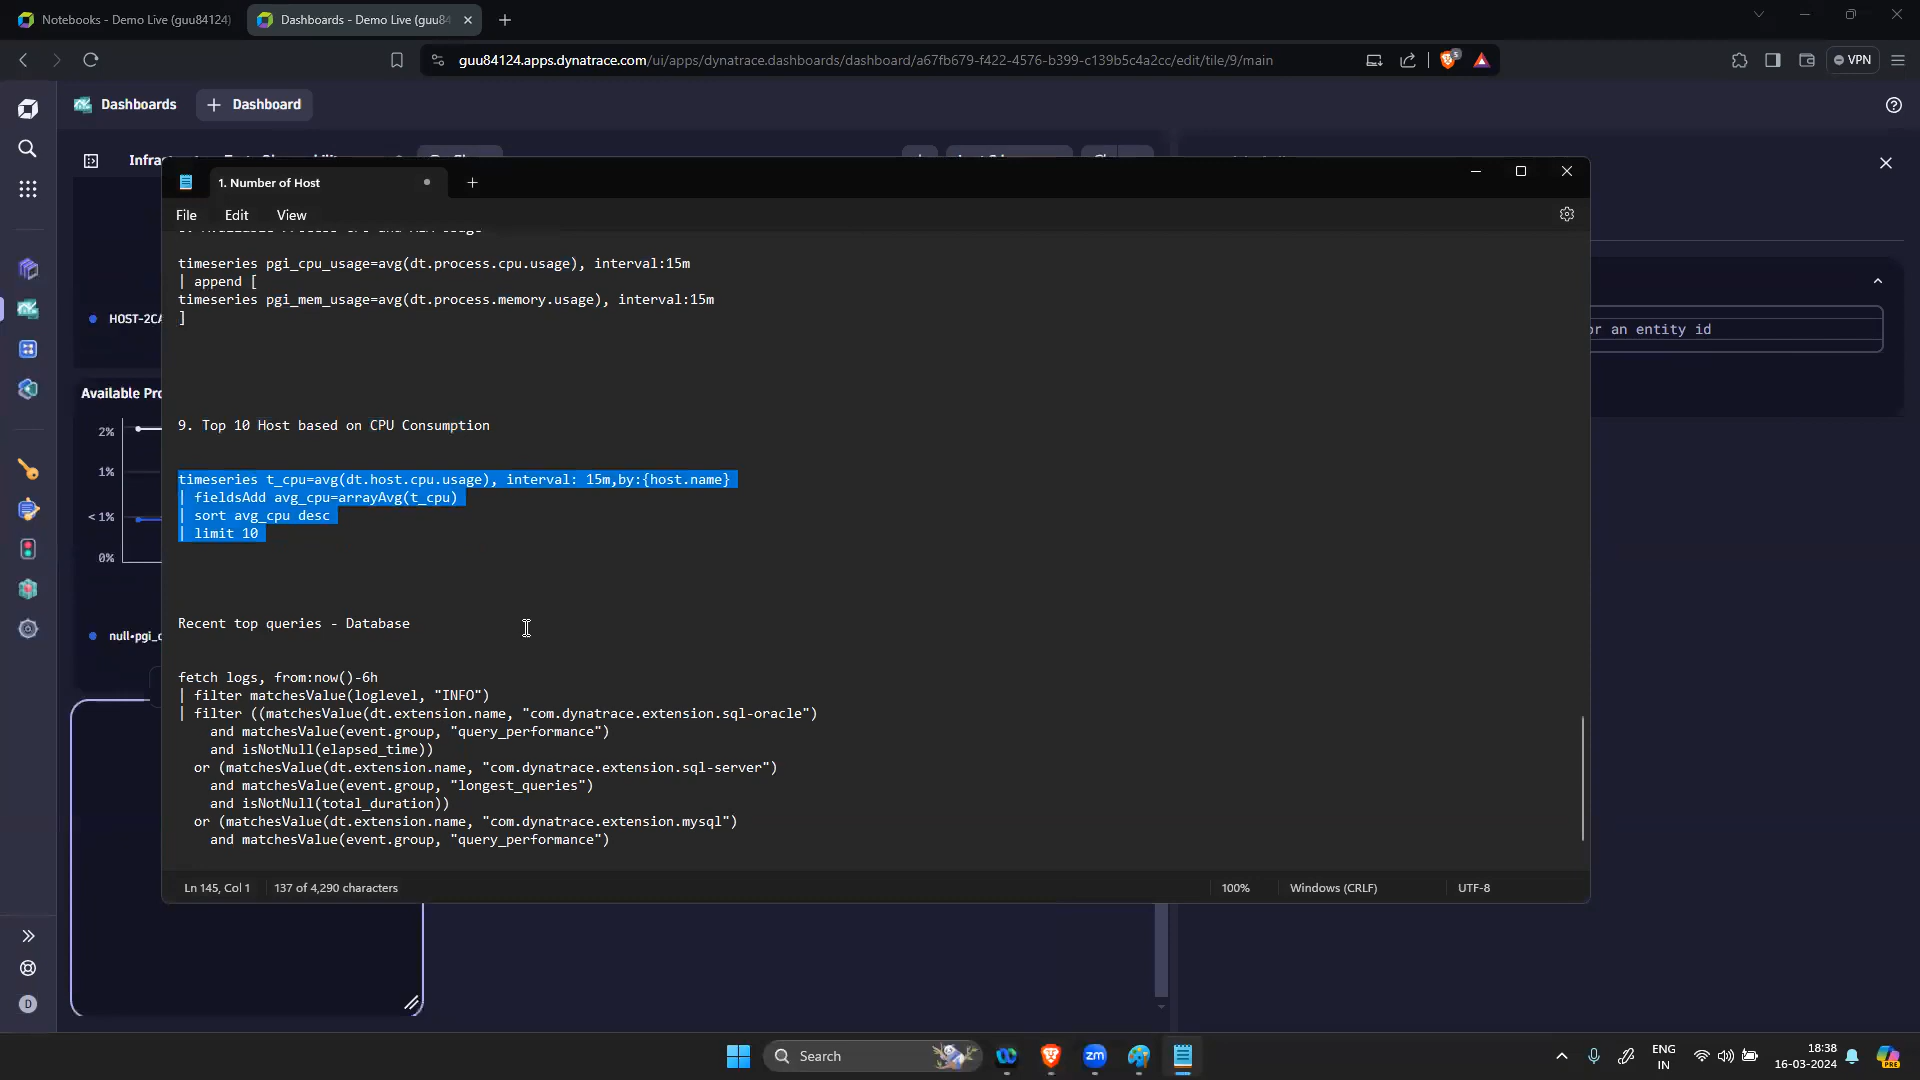 Notebooks - Demo Live (guu84124)
Dashboards - Demo Live (guu8
guu84124.apps.dynatrace.com/ui/apps/dynatrace.dashboards/dashboard/a67fb679-f422-4576-b399-c139b5c4a2cc/edit/tile/9/main
VPN
Dashboards
Dashboard
Infra
1. Number of Host
File
Edit
View
timeseries pgi_cpu_usage=avg(dt.process.cpu.usage), interval:15m
| append [
timeseries pgi_mem_usage=avg(dt.process.memory.usage), interval:15m
]
HOST-2CA
or an entity id
Available Pro
2%
1%
<1%
0%
null•pgi_c
9. Top 10 Host based on CPU Consumption
timeseries t_cpu=avg(dt.host.cpu.usage), interval: 15m,by:{host.name}
| fieldsAdd avg_cpu=arrayAvg(t_cpu)
| sort avg_cpu desc
| limit 10
Recent top queries - Database
fetch logs, from:now()-6h
| filter matchesValue(loglevel, "INFO")
| filter ((matchesValue(dt.extension.name, "com.dynatrace.extension.sql-oracle")
and matchesValue(event.group, "query_performance")
and isNotNull(elapsed_time))
or (matchesValue(dt.extension.name, "com.dynatrace.extension.sql-server")
and matchesValue(event.group, "longest_queries")
and isNotNull(total_duration))
or (matchesValue(dt.extension.name, "com.dynatrace.extension.mysql")
and matchesValue(event.group, "query_performance")
Ln 145, Col 1
137 of 4,290 characters
100%
Windows (CRLF)
UTF-8
D
Search
zm
ENG
IN
18:38
16-03-2024
PRE